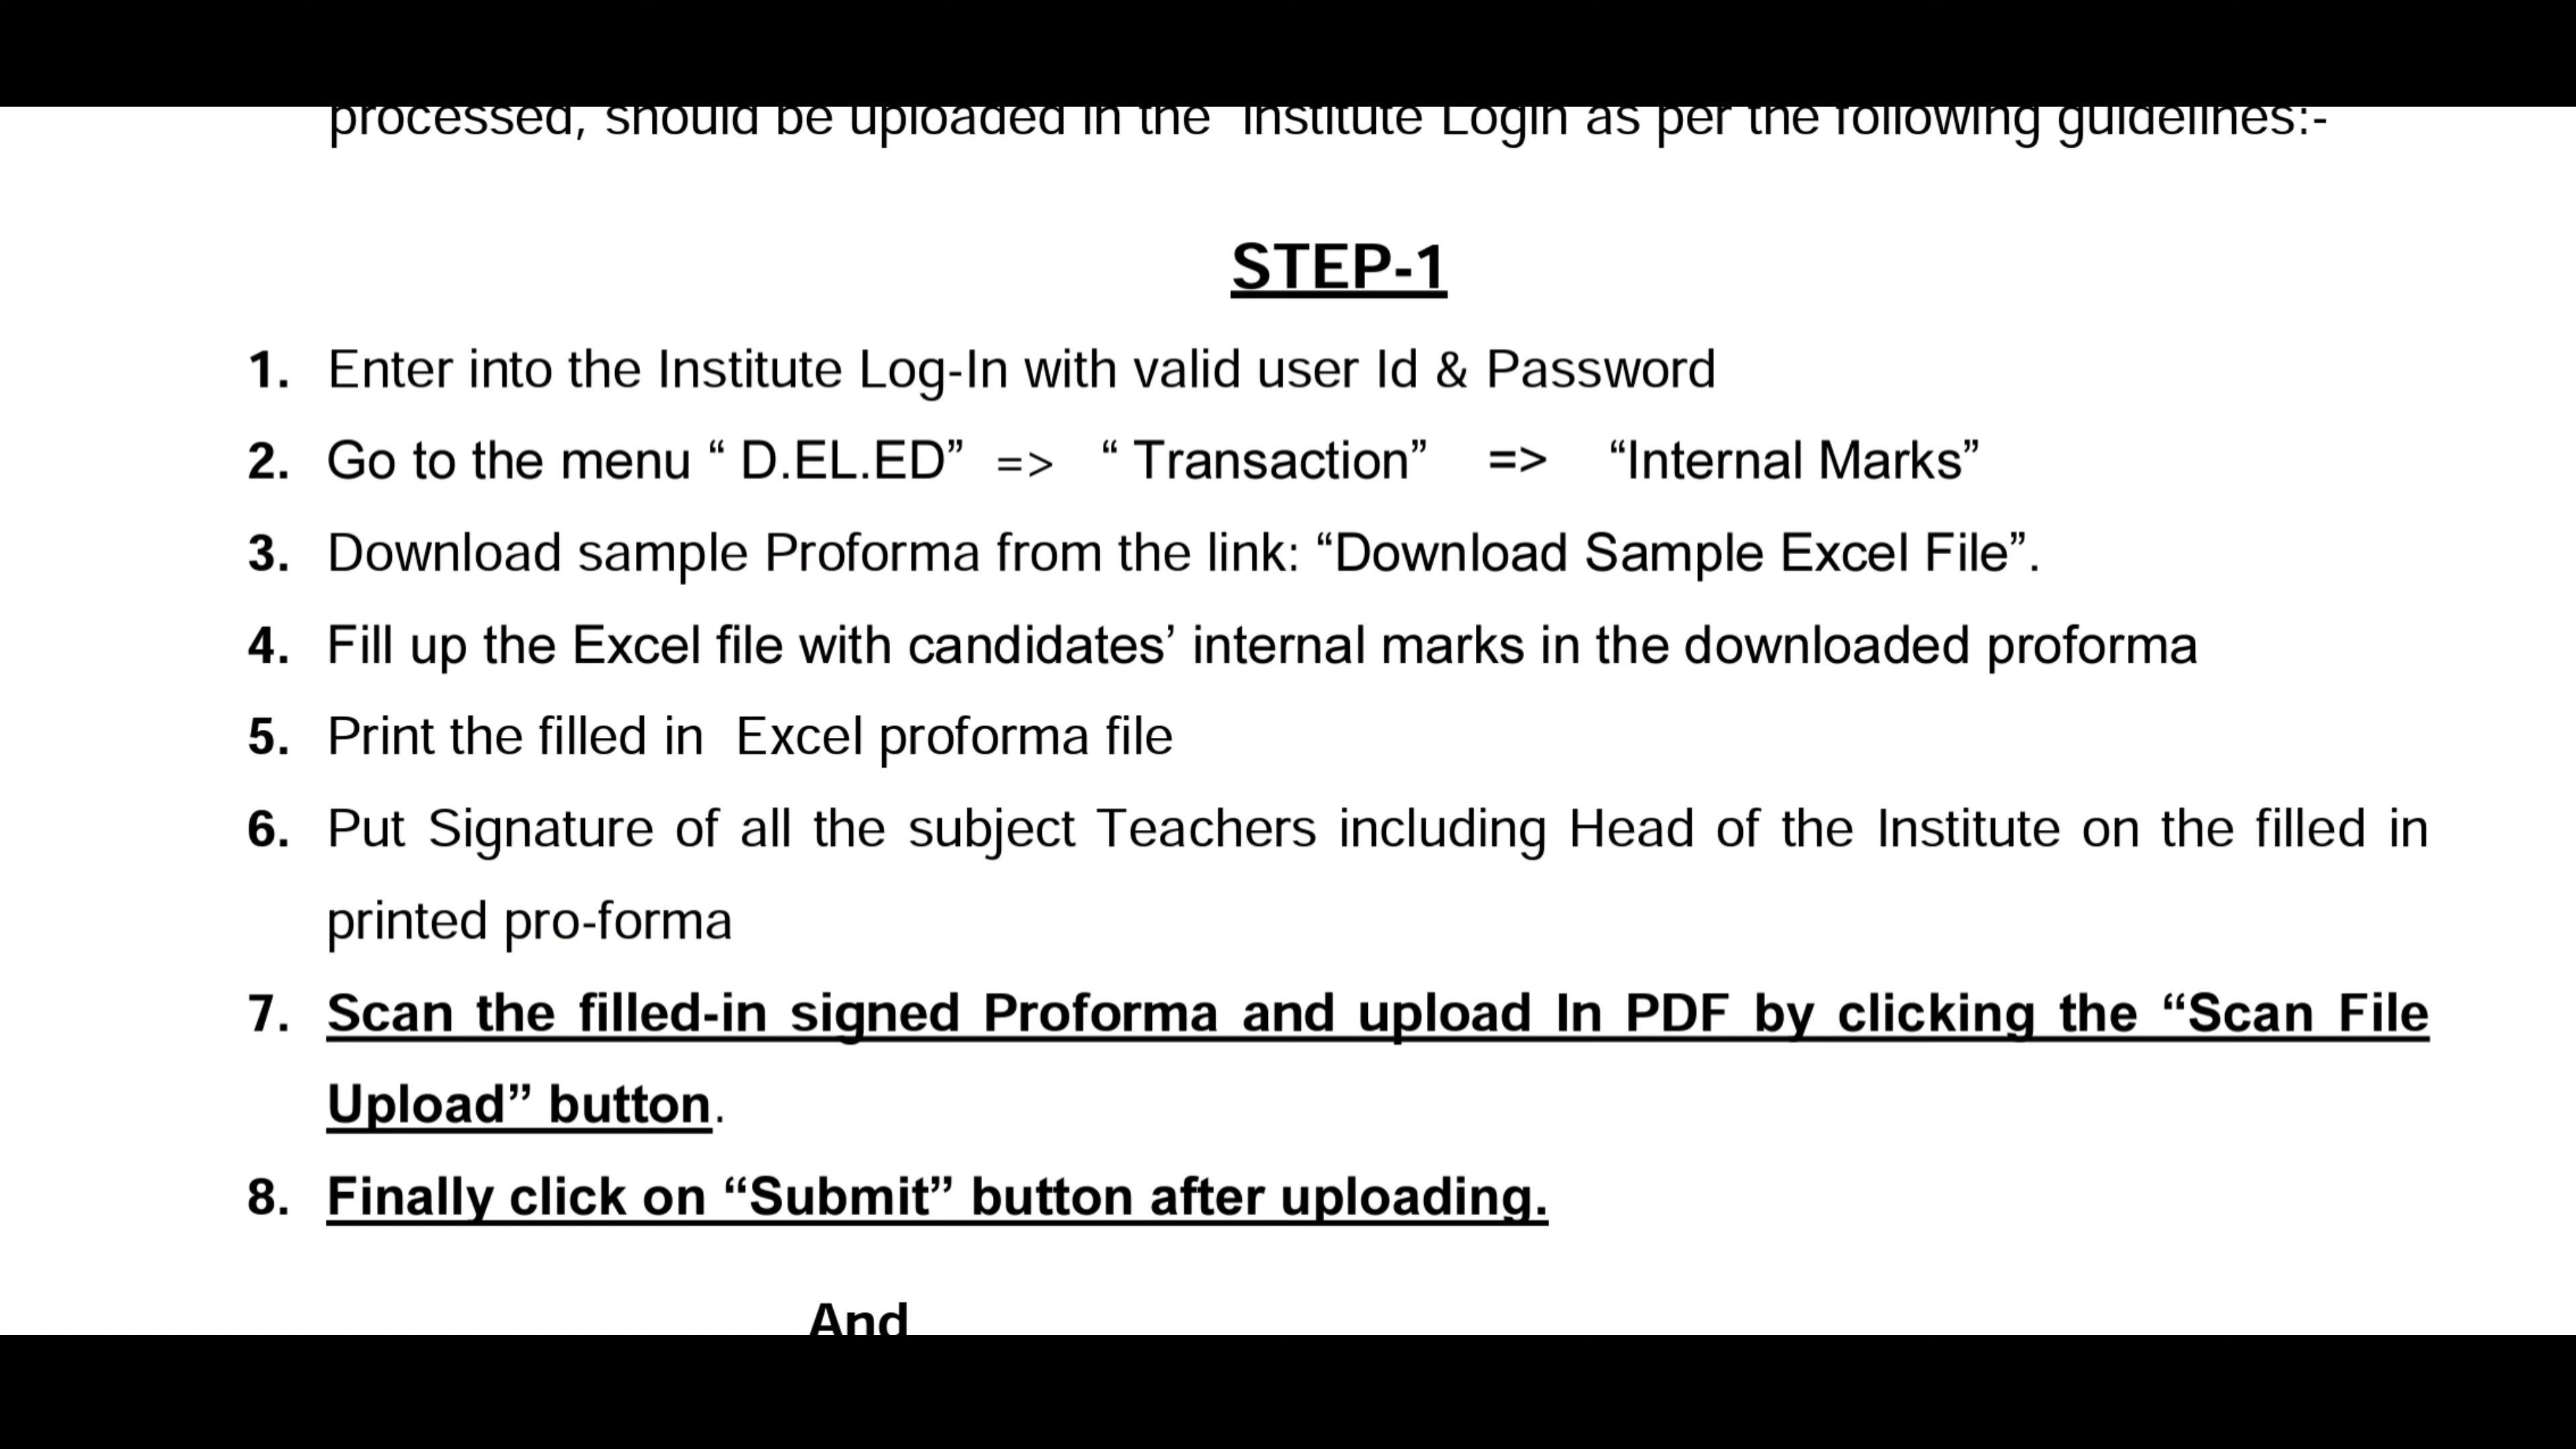 processed, should be uploaded in the Institute Login as per the following guidelines:-
STEP-1
1. Enter into the Institute Log-In with valid user Id & Password
2. Go to the menu “ D.EL.ED” => “ Transaction” => “Internal Marks”
3. Download sample Proforma from the link: “Download Sample Excel File”.
4. Fill up the Excel file with candidates’ internal marks in the downloaded proforma
5. Print the filled in Excel proforma file
6. Put Signature of all the subject Teachers including Head of the Institute on the filled in
printed pro-forma
7. Scan the filled-in signed Proforma and upload In PDF by clicking the “Scan File
Upload” button.
8. Finally click on “Submit” button after uploading.
And